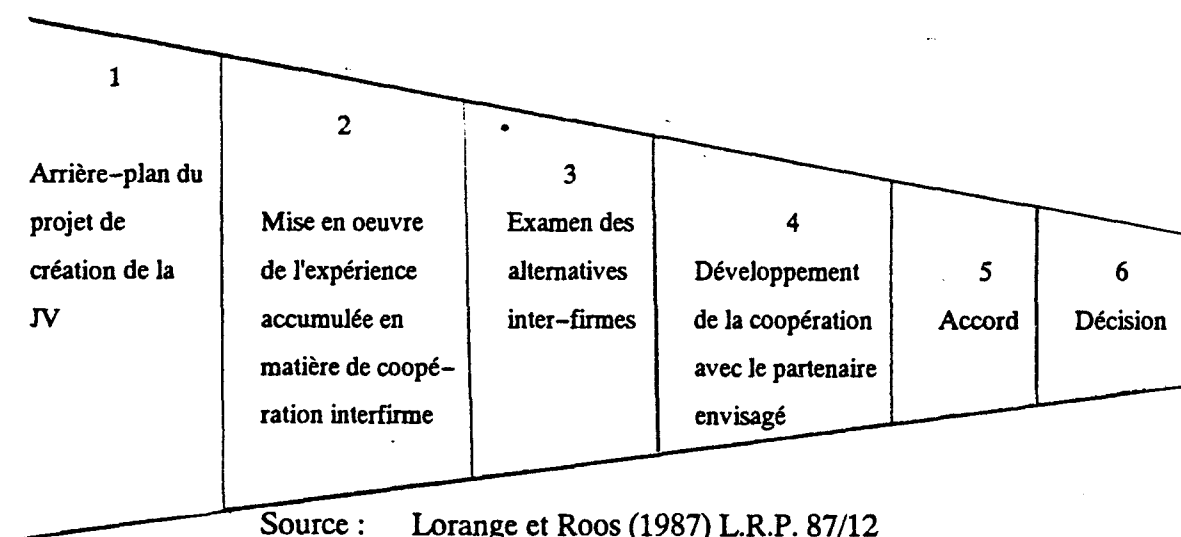 1
Arrière–plan du
projet de
création de la
JV
2
Mise en oeuvre
de l'expérience
accumulée en
matière de coopé–
ration interfirme
3
Examen des
alternatives
inter–firmes
4
Développement
de la coopération
avec le partenaire
envisagé
5
Accord
6
Décision
Source : Lorange et Roos (1987) L.R.P. 87/12